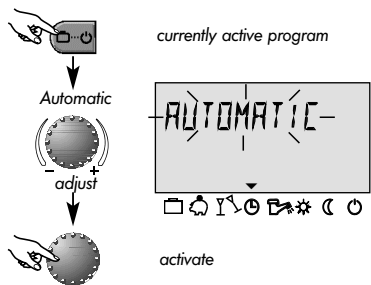 currently active program
Automatic
AUTOMATIC
- +
adjust
activate